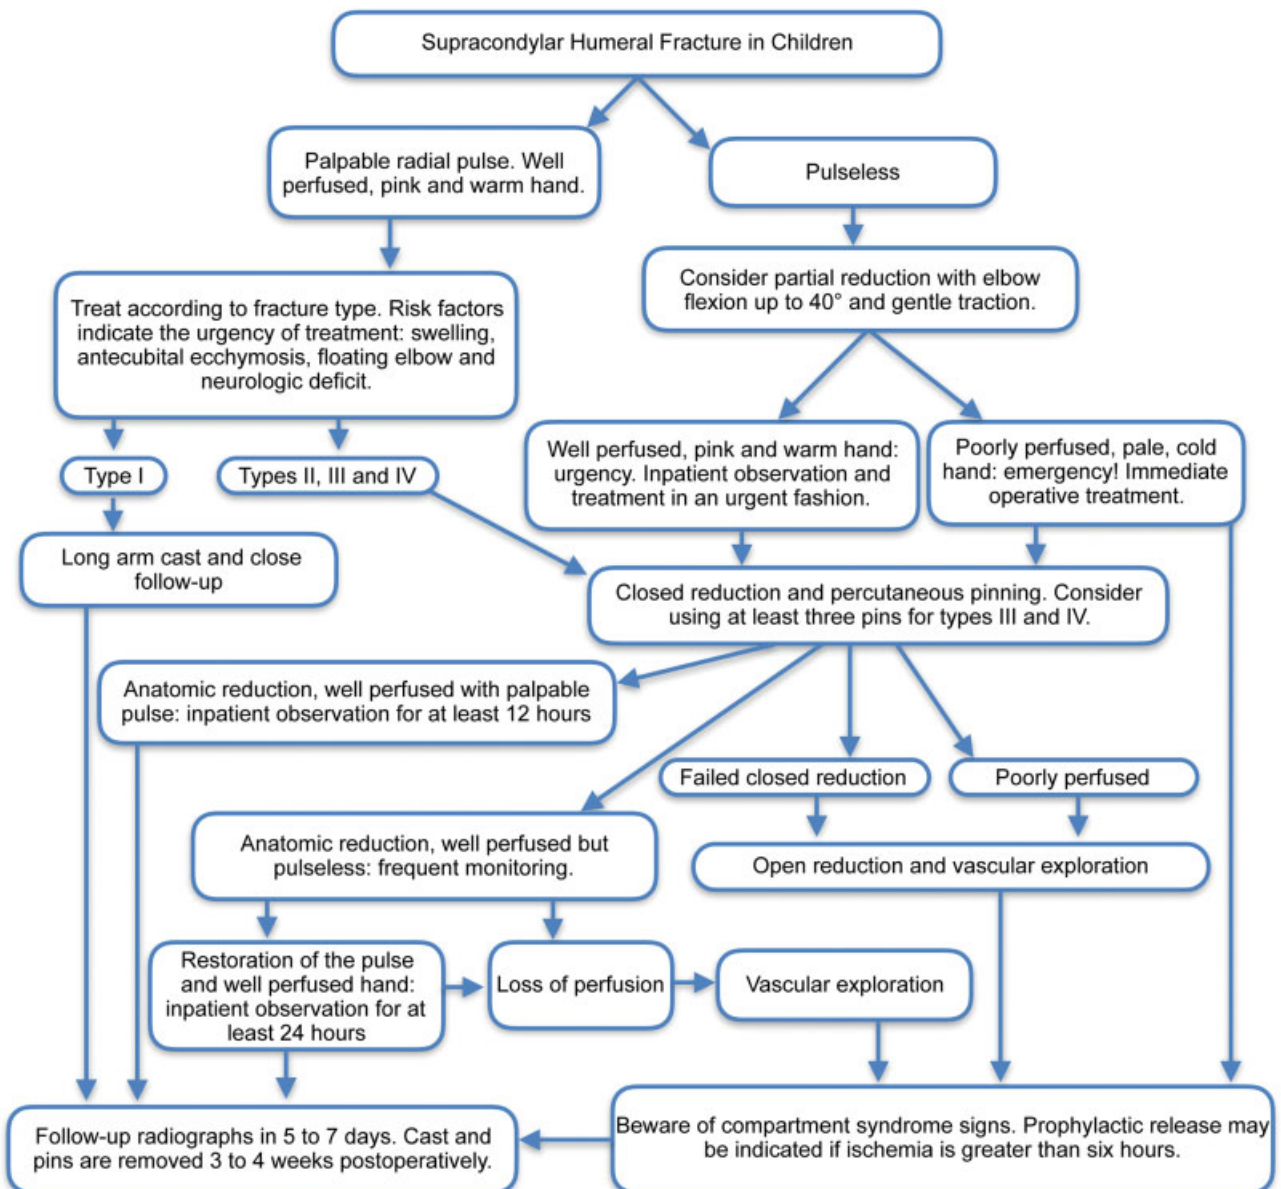 Supracondylar Humeral Fracture in Children
Palpable radial pulse. Well
perfused, pink and warm hand.
Pulseless
Consider partial reduction with elbow
flexion up to 40° and gentle traction.
Treat according to fracture type. Risk factors
indicate the urgency of treatment: swelling,
antecubital ecchymosis, floating elbow and
neurologic deficit.
Well perfused, pink and warm hand:
urgency. Inpatient observation and
treatment in an urgent fashion.
Poorly perfused, pale, cold
hand: emergency! Immediate
operative treatment.
Type I
Types II, III and IV
Long arm cast and close
follow-up
Closed reduction and percutaneous pinning. Consider
using at least three pins for types III and IV.
Anatomic reduction, well perfused with palpable
pulse: inpatient observation for at least 12 hours
Failed closed reduction
Poorly perfused
Anatomic reduction, well perfused but
pulseless: frequent monitoring.
Open reduction and vascular exploration
Restoration of the pulse
and well perfused hand:
inpatient observation for at
least 24 hours
Loss of perfusion
Vascular exploration
Follow-up radiographs in 5 to 7 days. Cast and
pins are removed 3 to 4 weeks postoperatively.
Beware of compartment syndrome signs. Prophylactic release may
be indicated if ischemia is greater than six hours.